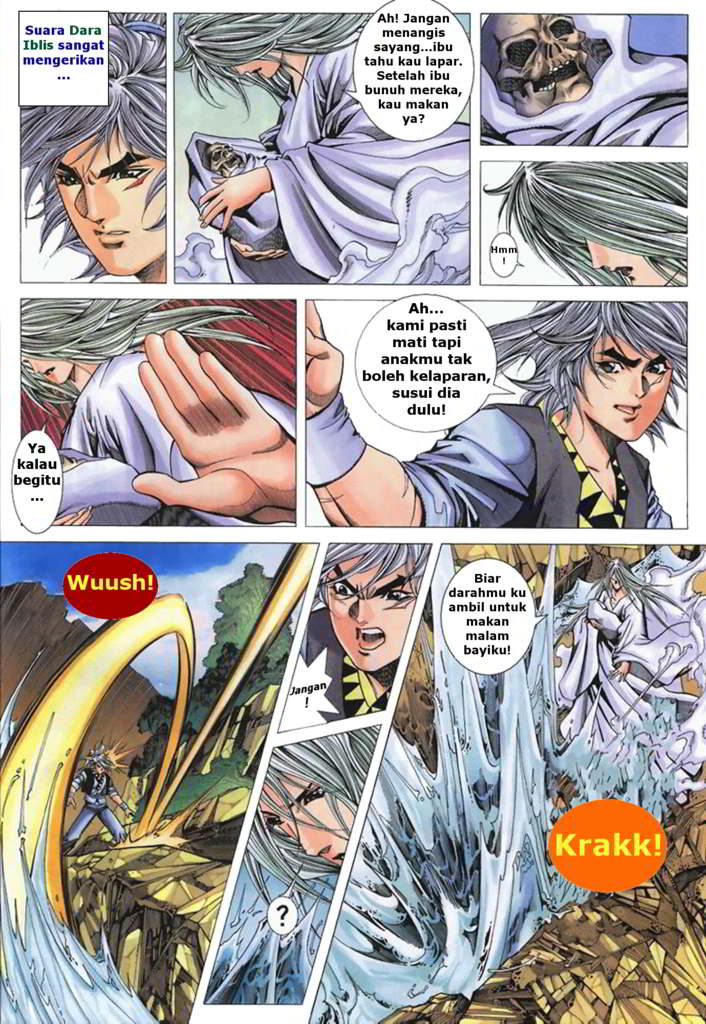 Suara Dara
Iblis sangat
mengerikan
...
Ah! Jangan
menangis
sayang...ibu
tahu kau lapar.
Setelah ibu
bunuh mereka,
kau makan
ya?
Hmm
!
Ya
kalau
begitu
...
Ah...
kami pasti
mati tapi
anakmu tak
boleh kelaparan,
susui dia
dulu!
Wuush!
Jangan
!
?
Biar
darahmu ku
ambil untuk
makan
malam
bayiku!
Krakk!